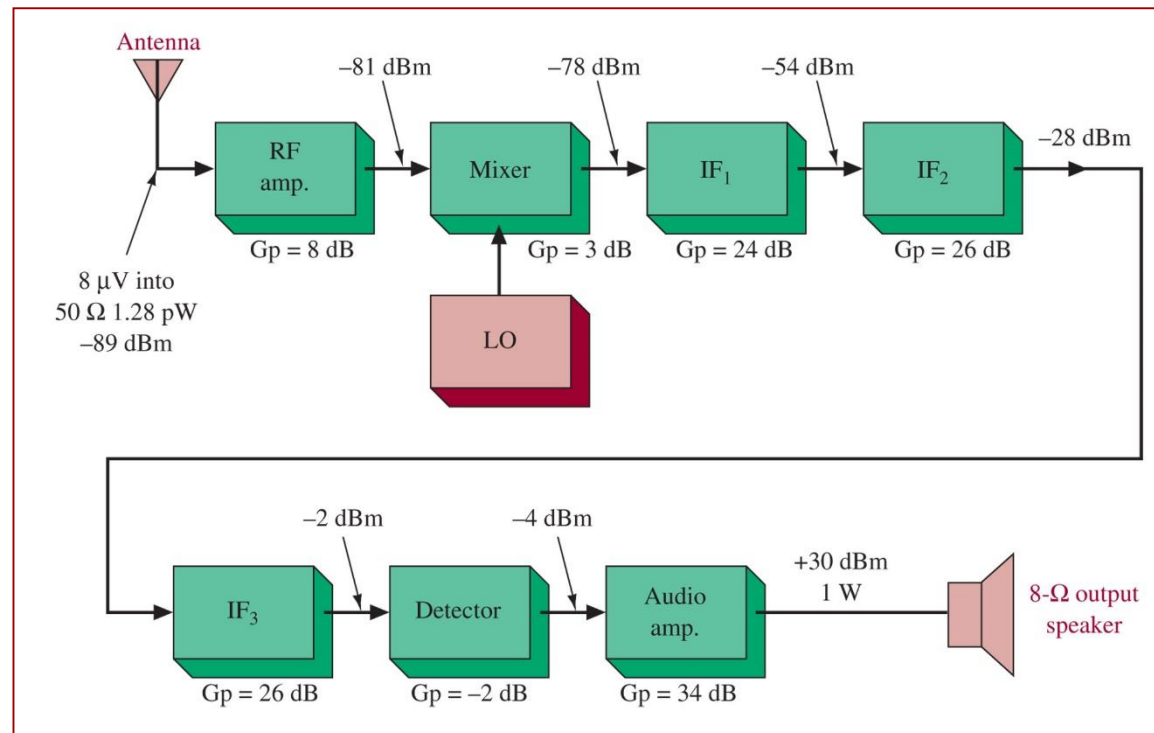 Antenna
–81 dBm
–78 dBm
–54 dBm
–28 dBm
RF
amp.
Mixer
IF₁
IF₂
Gp = 8 dB
Gp = 3 dB
Gp = 24 dB
Gp = 26 dB
8 μV into
50 Ω 1.28 pW
–89 dBm
LO
–2 dBm
–4 dBm
+30 dBm
1 W
IF₃
Detector
Audio
amp.
8-Ω output
speaker
Gp = 26 dB
Gp = –2 dB
Gp = 34 dB